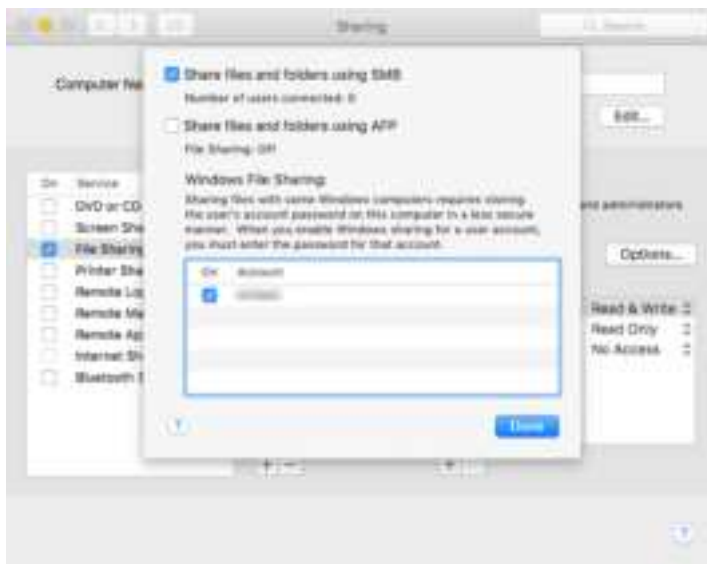 Sharing
Search
Computer Na
Edit...
Share files and folders using SMB
Number of users connected: 0
Share files and folders using AFP
File Sharing: Off
Windows File Sharing:
Sharing files with some Windows computers requires storing
the user's account password on this computer in a less secure
manner. When you enable Windows sharing for a user account,
you must enter the password for that account.
On Account
Done
On Service
DVD or CD
Screen Sha
File Sharing
Printer Sha
Remote Log
Remote Ma
Remote Ap
Internet Sh
Bluetooth S
and administrators
Options...
Read & Write
Read Only
No Access